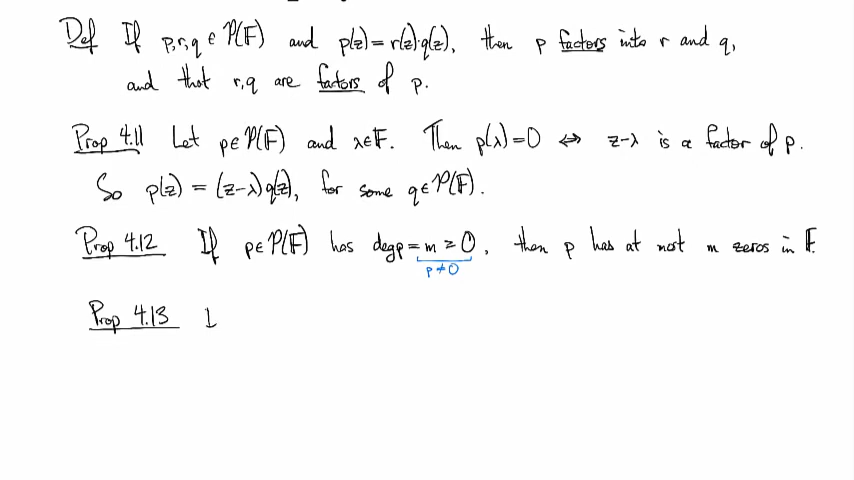 Def If p,r,q ∈ P(F) and p(z) = r(z)·q(z), then p factors into r and q,
and that r,q are factors of p.
Prop 4.11 Let p∈P(F) and λ∈F. Then p(λ)=0 ⇔ z-λ is a factor of p.
So p(z) = (z-λ)q(z), for some q∈P(F).
Prop 4.12 If p∈P(F) has deg p = m ≥ 0, then p has at most m zeros in F.
p≠0
Prop 4.13 L